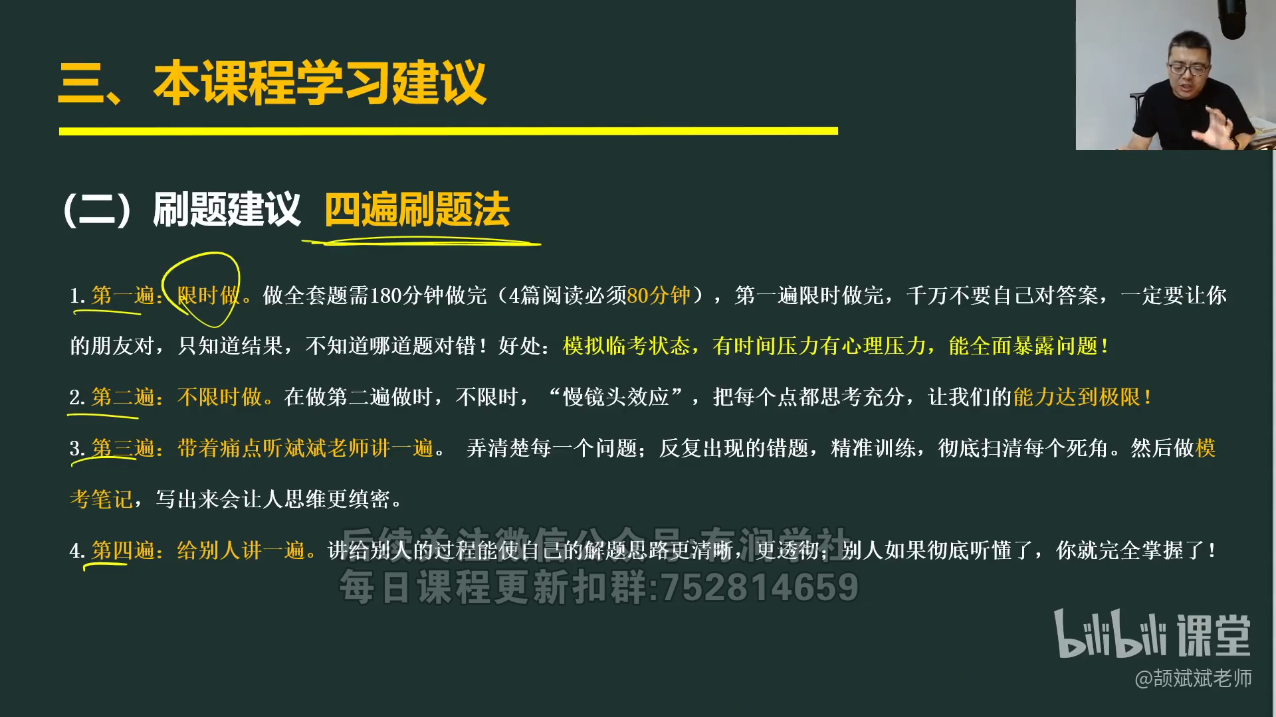 三、本课程学习建议
（二）刷题建议 四遍刷题法
1. 第一遍：限时做。做全套题需180分钟做完（4篇阅读必须80分钟），第一遍限时做完，千万不要自己对答案，一定要让你
的朋友对，只知道结果，不知道哪道题对错！好处：模拟临考状态，有时间压力有心理压力，能全面暴露问题！
2. 第二遍：不限时做。在做第二遍做时，不限时，“慢镜头效应”，把每个点都思考充分，让我们的能力达到极限！
3. 第三遍：带着痛点听斌斌老师讲一遍。 弄清楚每一个问题；反复出现的错题，精准训练，彻底扫清每个死角。然后做模
考笔记，写出来会让人思维更缜密。
4. 第四遍：给别人讲一遍。讲给别人的过程能使自己的解题思路更清晰，更透彻；别人如果彻底听懂了，你就完全掌握了！
后续关注微信公众号:有润学社
每日课程更新扣群:752814659
bilibili课堂
@颉斌斌老师